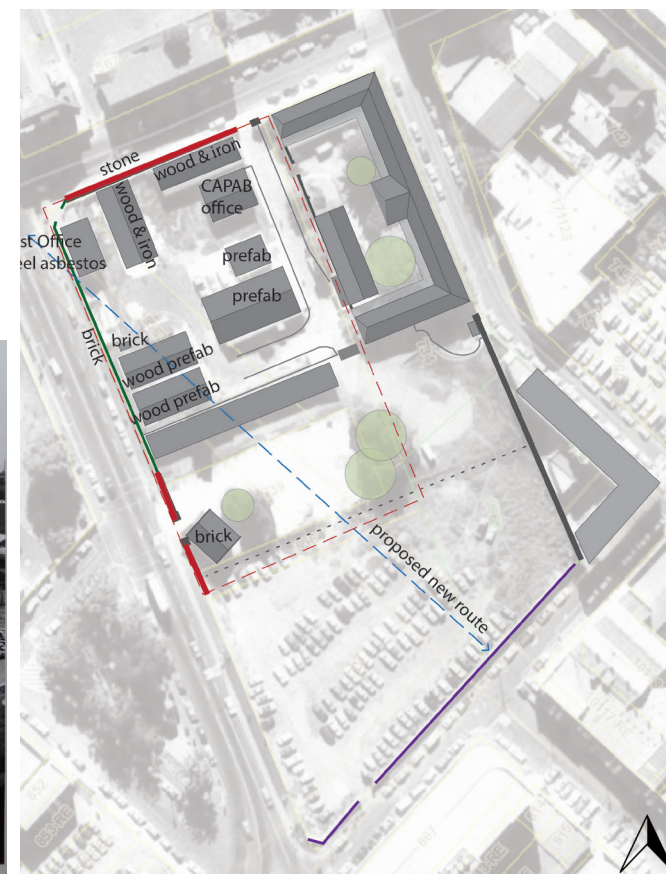 stone
wood & iron
wood & iron
CAPAB
office
st Office
eel asbestos
prefab
prefab
brick
brick
wood prefab
wood prefab
brick
proposed new route